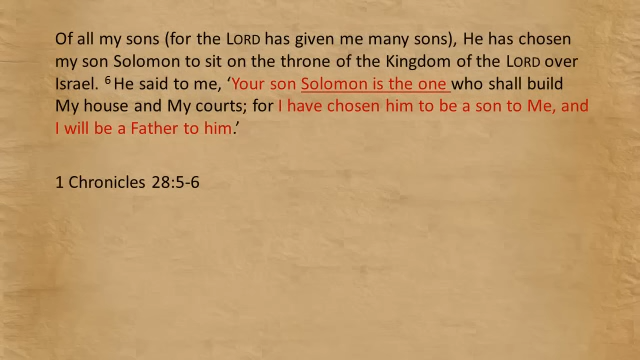 Of all my sons (for the LORD has given me many sons), He has chosen
my son Solomon to sit on the throne of the Kingdom of the LORD over
Israel. ⁶ He said to me, ‘Your son Solomon is the one who shall build
My house and My courts; for I have chosen him to be a son to Me, and
I will be a Father to him.’
1 Chronicles 28:5-6